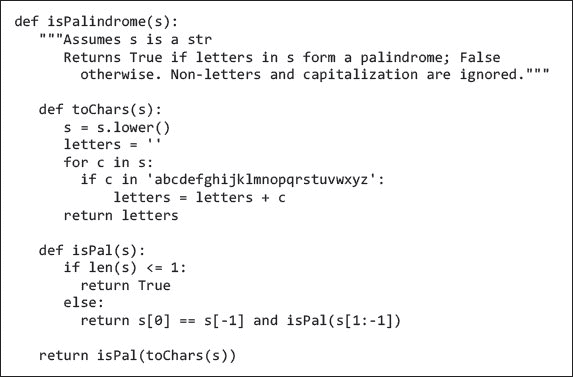 def isPalindrome(s):
   """Assumes s is a str
      Returns True if letters in s form a palindrome; False
        otherwise. Non-letters and capitalization are ignored."""

   def toChars(s):
      s = s.lower()
      letters = ''
      for c in s:
        if c in 'abcdefghijklmnopqrstuvwxyz':
            letters = letters + c
      return letters

   def isPal(s):
      if len(s) <= 1:
        return True
      else:
        return s[0] == s[-1] and isPal(s[1:-1])

   return isPal(toChars(s))